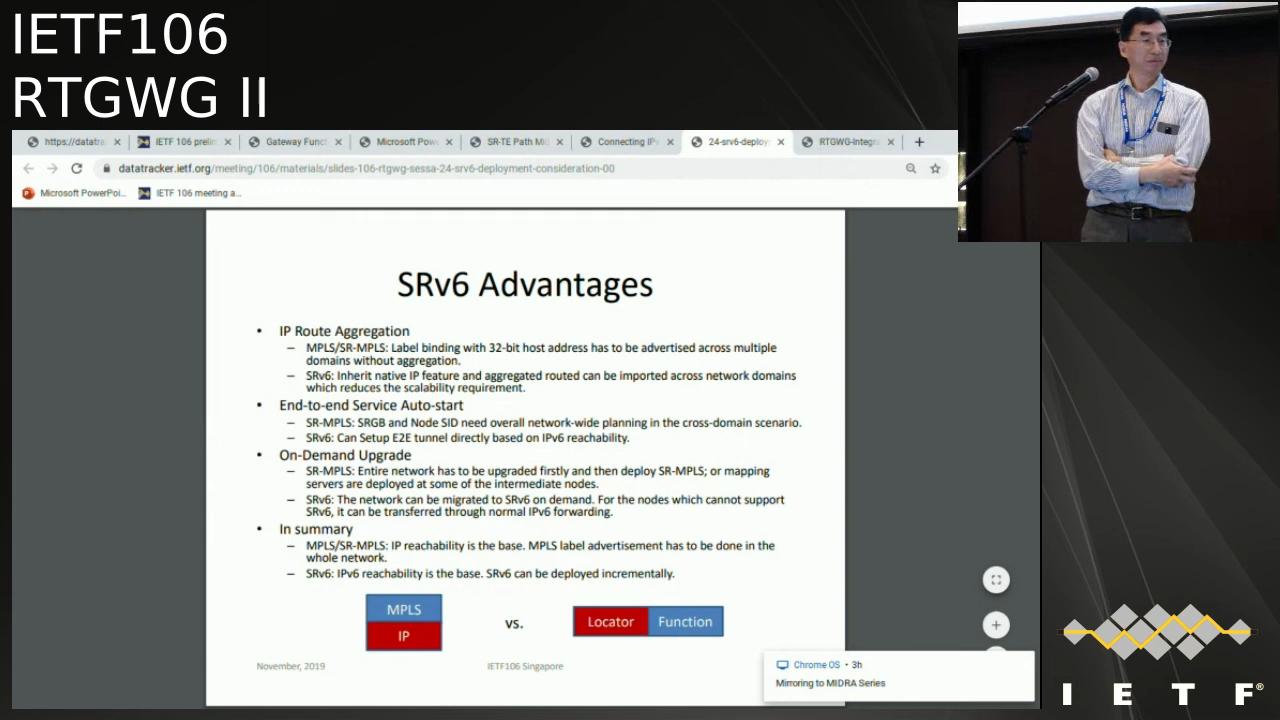 IETF106
RTGWG II
https://datatra
IETF 106 prelim
Gateway Funct
Microsoft Pow
SR-TE Path Mi
Connecting IPv
24-srv6-deploy
RTGWG-Integra
datatracker.ietf.org/meeting/106/materials/slides-106-rtgwg-sessa-24-srv6-deployment-consideration-00
Microsoft PowerPoi...
IETF 106 meeting a...
SRv6 Advantages
• IP Route Aggregation
– MPLS/SR-MPLS: Label binding with 32-bit host address has to be advertised across multiple
domains without aggregation.
– SRv6: Inherit native IP feature and aggregated routed can be imported across network domains
which reduces the scalability requirement.
• End-to-end Service Auto-start
– SR-MPLS: SRGB and Node SID need overall network-wide planning in the cross-domain scenario.
– SRv6: Can Setup E2E tunnel directly based on IPv6 reachability.
• On-Demand Upgrade
– SR-MPLS: Entire network has to be upgraded firstly and then deploy SR-MPLS; or mapping
servers are deployed at some of the intermediate nodes.
– SRv6: The network can be migrated to SRv6 on demand. For the nodes which cannot support
SRv6, it can be transferred through normal IPv6 forwarding.
• In summary
– MPLS/SR-MPLS: IP reachability is the base. MPLS label advertisement has to be done in the
whole network.
– SRv6: IPv6 reachability is the base. SRv6 can be deployed incrementally.
MPLS
IP
vs.
Locator Function
November, 2019
IETF106 Singapore
Chrome OS • 3h
Mirroring to MIDRA Series
I E T F®